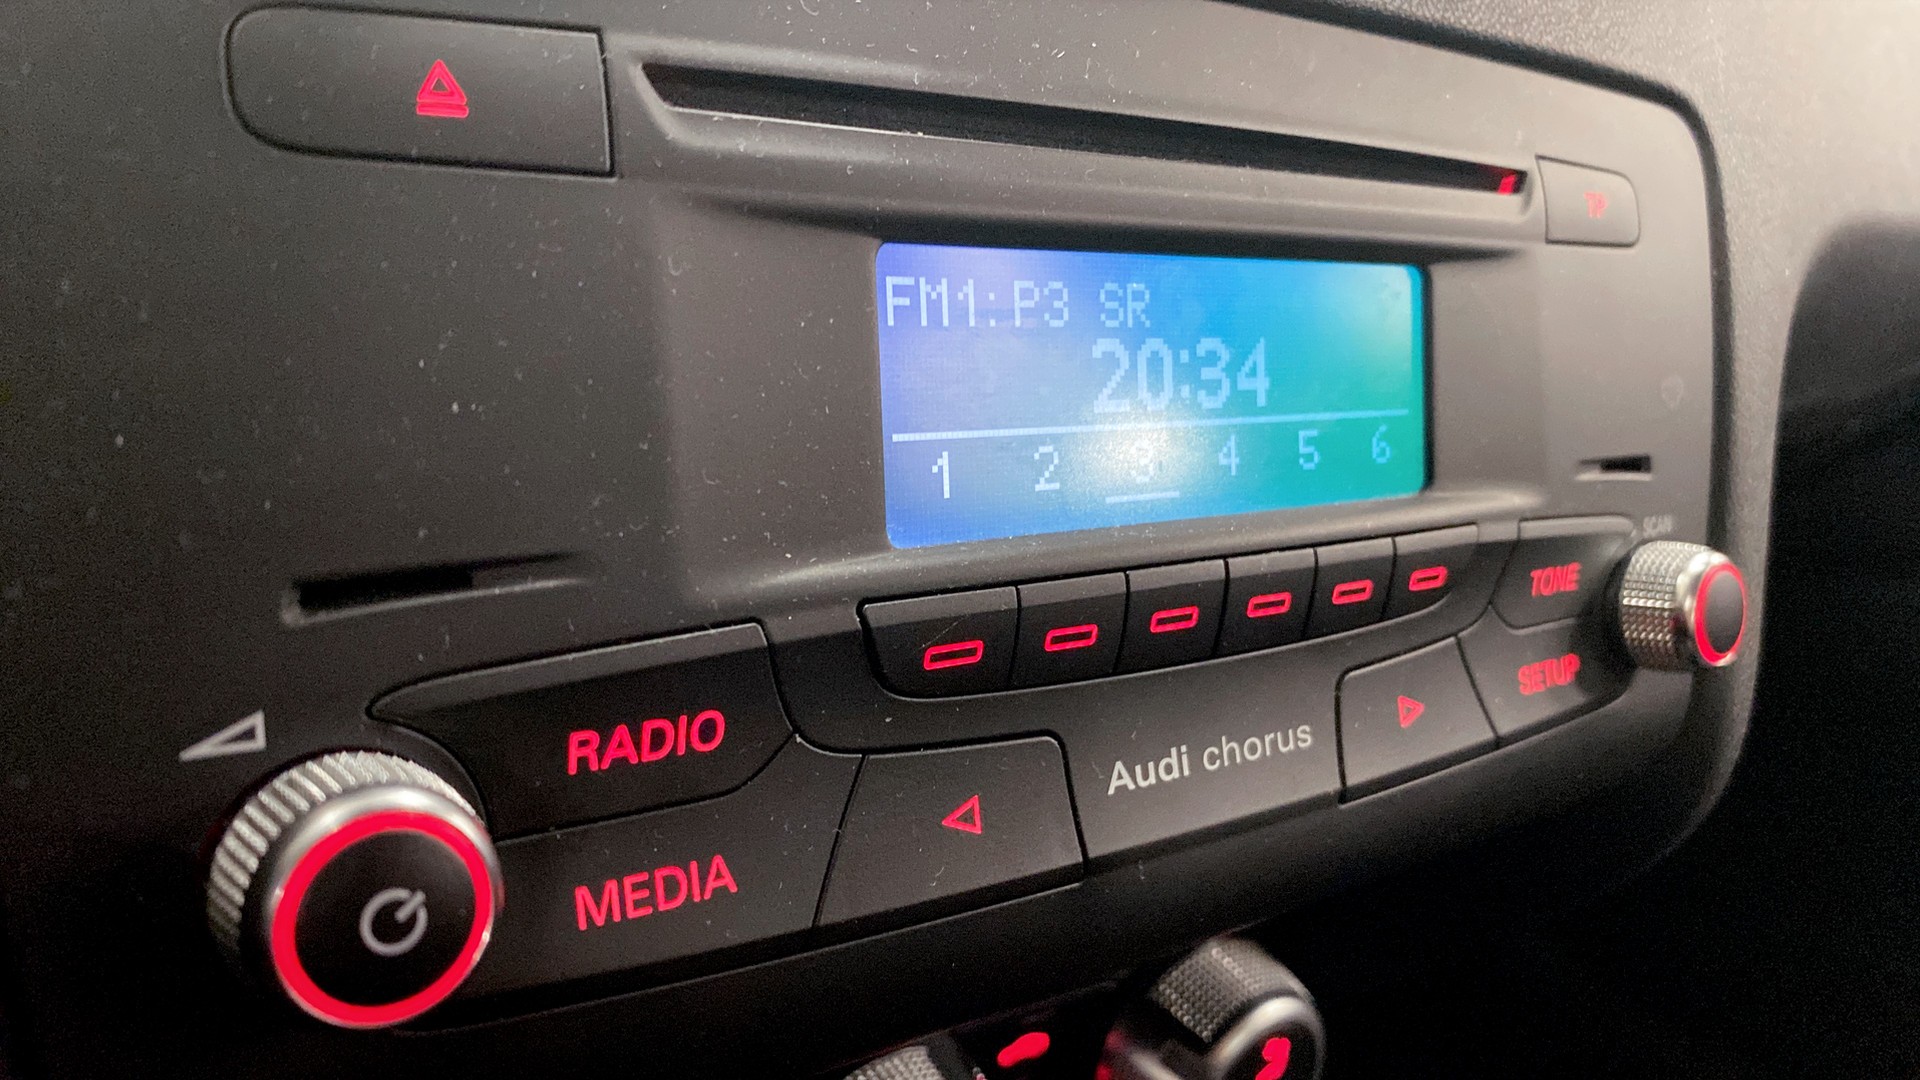 TP
FM1:P3 SR
20:34
1 2 3 4 5 6
SCAN
TONE
SETUP
RADIO
Audi chorus
MEDIA